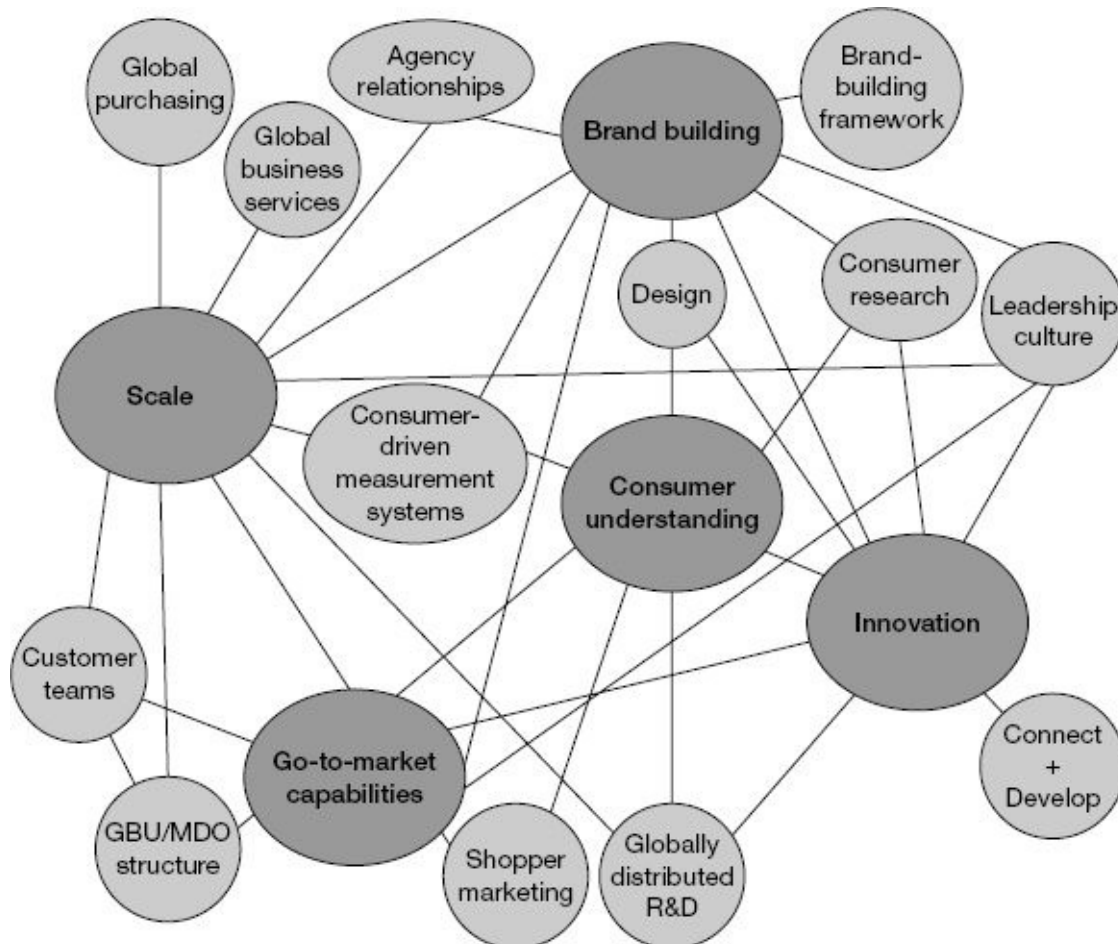 Global
purchasing
Agency
relationships
Brand building
Brand-
building
framework
Global
business
services
Design
Consumer
research
Leadership
culture
Scale
Consumer-
driven
measurement
systems
Consumer
understanding
Innovation
Customer
teams
Go-to-market
capabilities
Connect
+
Develop
GBU/MDO
structure
Shopper
marketing
Globally
distributed
R&D